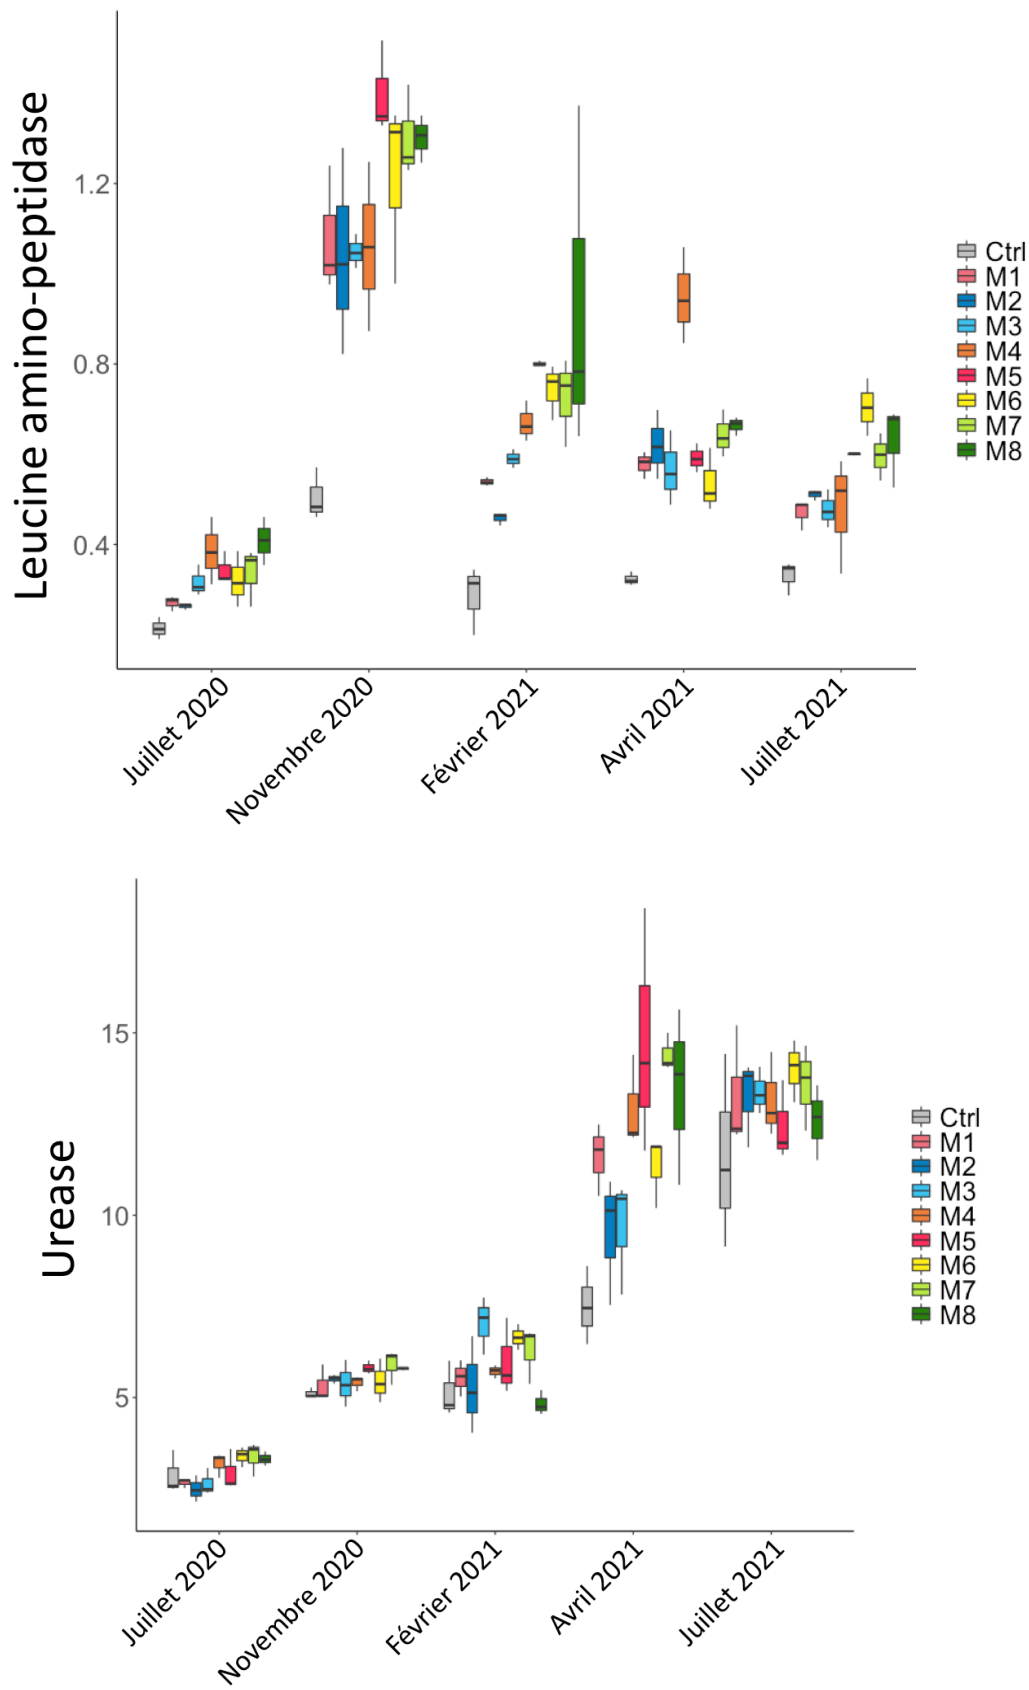 Leucine amino-peptidase
1.2
0.8
0.4
Juillet 2020
Novembre 2020
Février 2021
Avril 2021
Juillet 2021
Ctrl
M1
M2
M3
M4
M5
M6
M7
M8
Urease
15
10
5
Juillet 2020
Novembre 2020
Février 2021
Avril 2021
Juillet 2021
Ctrl
M1
M2
M3
M4
M5
M6
M7
M8